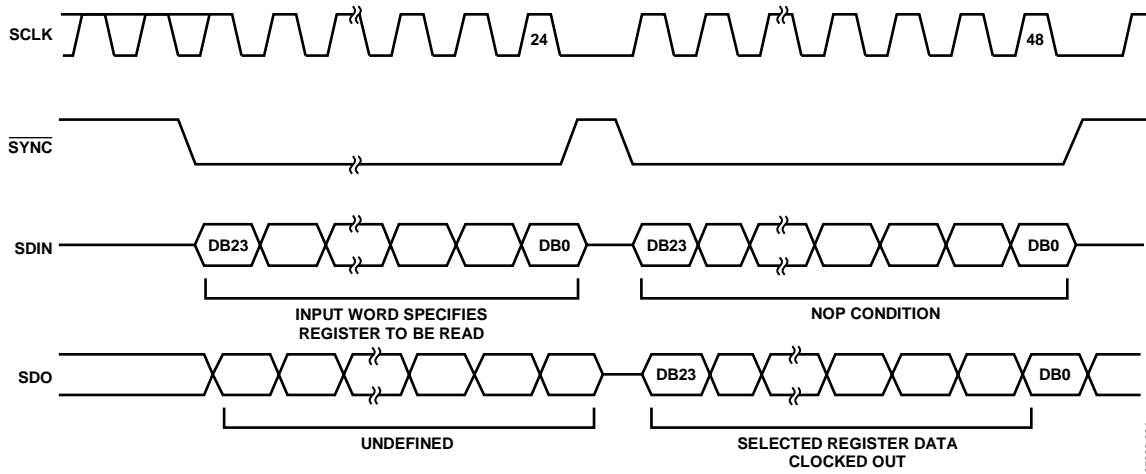 SCLK
24
48
SYNC
SDIN
DB23
DB0
DB23
DB0
INPUT WORD SPECIFIES
REGISTER TO BE READ
NOP CONDITION
SDO
DB23
DB0
UNDEFINED
SELECTED REGISTER DATA
CLOCKED OUT